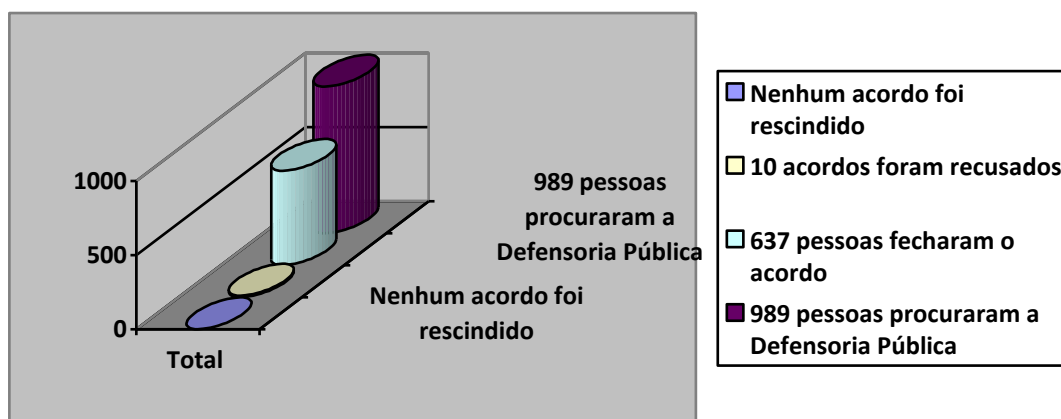 1000
500
0
Total
989 pessoas
procuraram a
Defensoria Pública
Nenhum acordo foi
rescindido
Nenhum acordo foi
rescindido
10 acordos foram recusados
637 pessoas fecharam o
acordo
989 pessoas procuraram a
Defensoria Pública